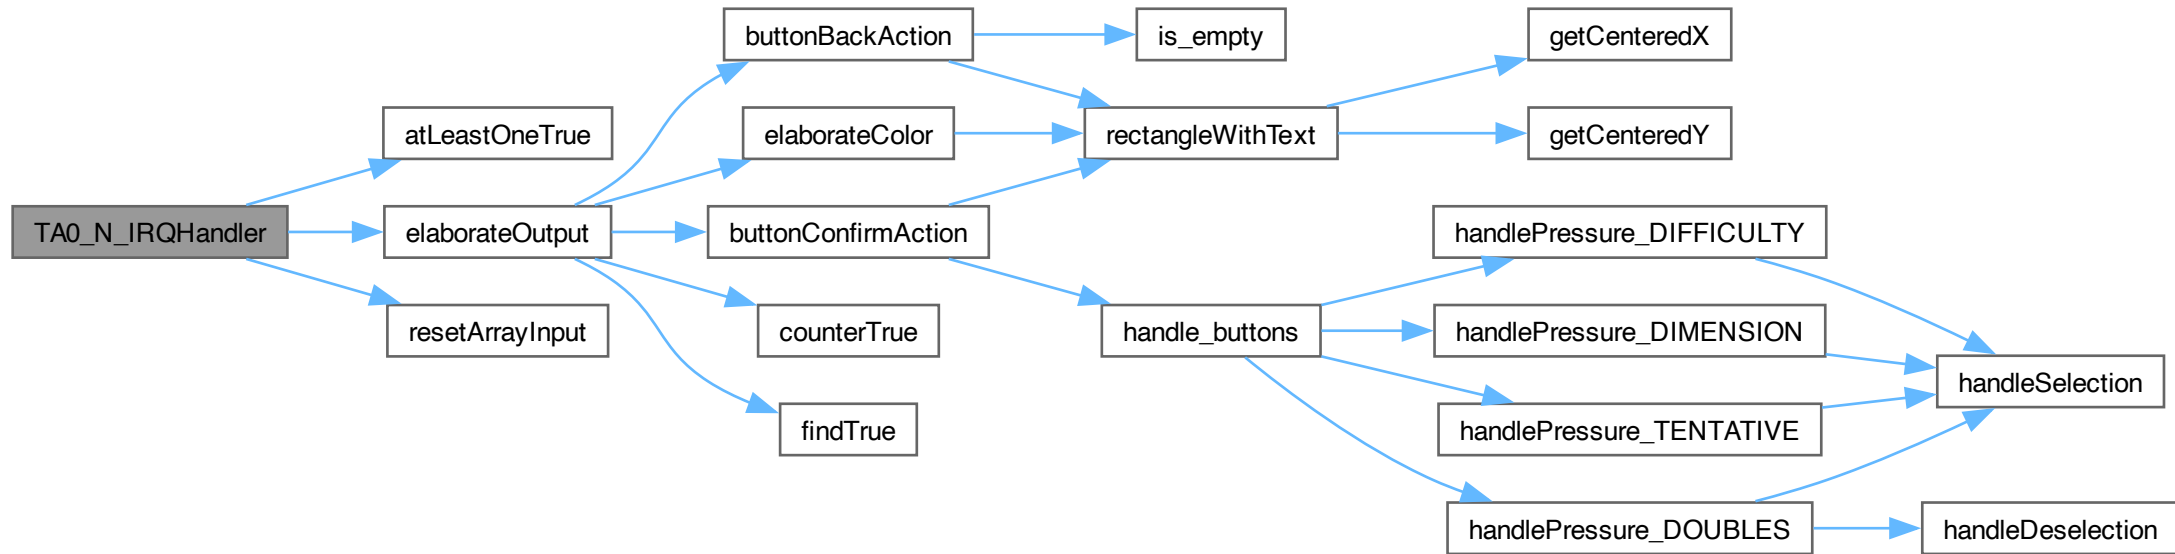 TA0_N_IRQHandler
atLeastOneTrue
elaborateOutput
resetArrayInput
buttonBackAction
elaborateColor
buttonConfirmAction
counterTrue
findTrue
is_empty
rectangleWithText
handle_buttons
getCenteredX
getCenteredY
handlePressure_DIFFICULTY
handlePressure_DIMENSION
handlePressure_TENTATIVE
handlePressure_DOUBLES
handleSelection
handleDeselection